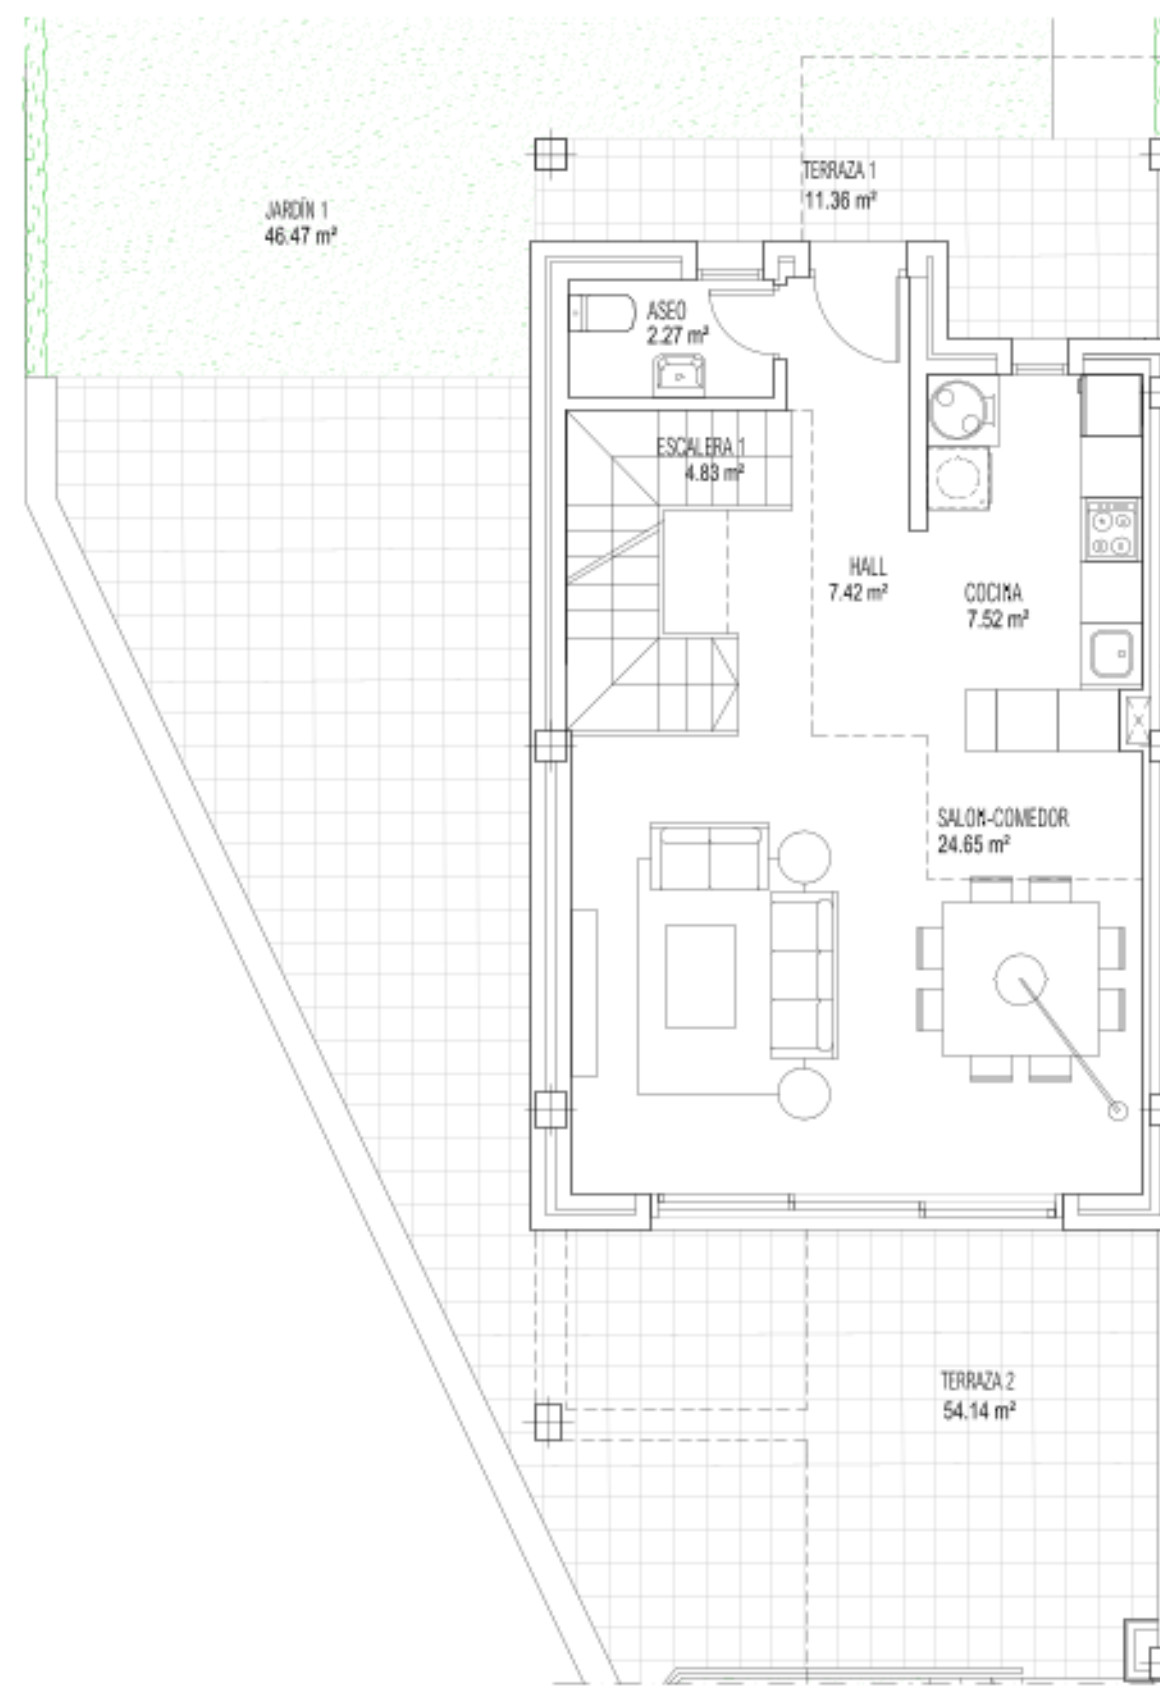 TERRAZA 1
11.36 m²
JARDÍN 1
46.47 m²
ASEO
2.27 m²
ESCALERA 1
4.83 m²
HALL
7.42 m²
COCINA
7.52 m²
SALON-COMEDOR
24.65 m²
TERRAZA 2
54.14 m²